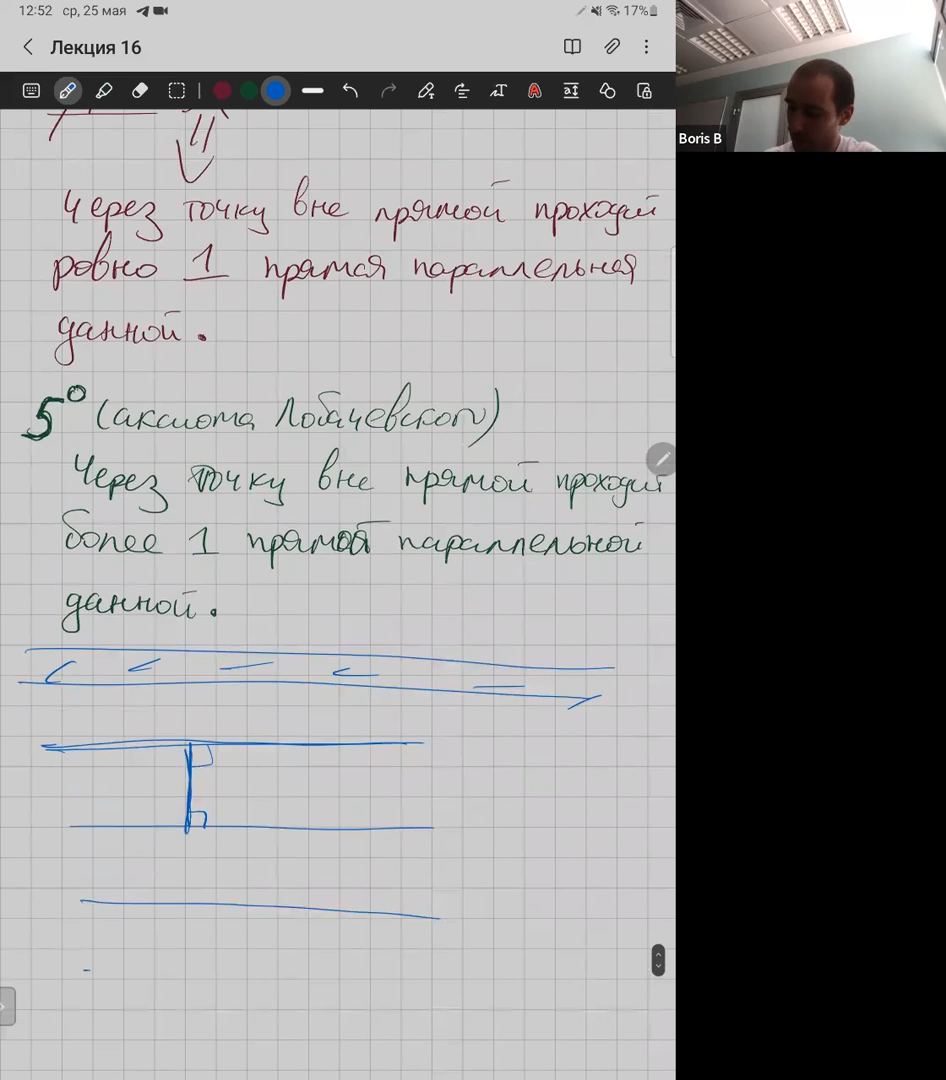 12:52 ср, 25 мая
17%
Лекция 16
Boris B
Через точку вне прямой проходит
ровно 1 прямая параллельная
данной.
5° (аксиома Лобачевского)
Через точку вне прямой проходит
более 1 прямой параллельной
данной.